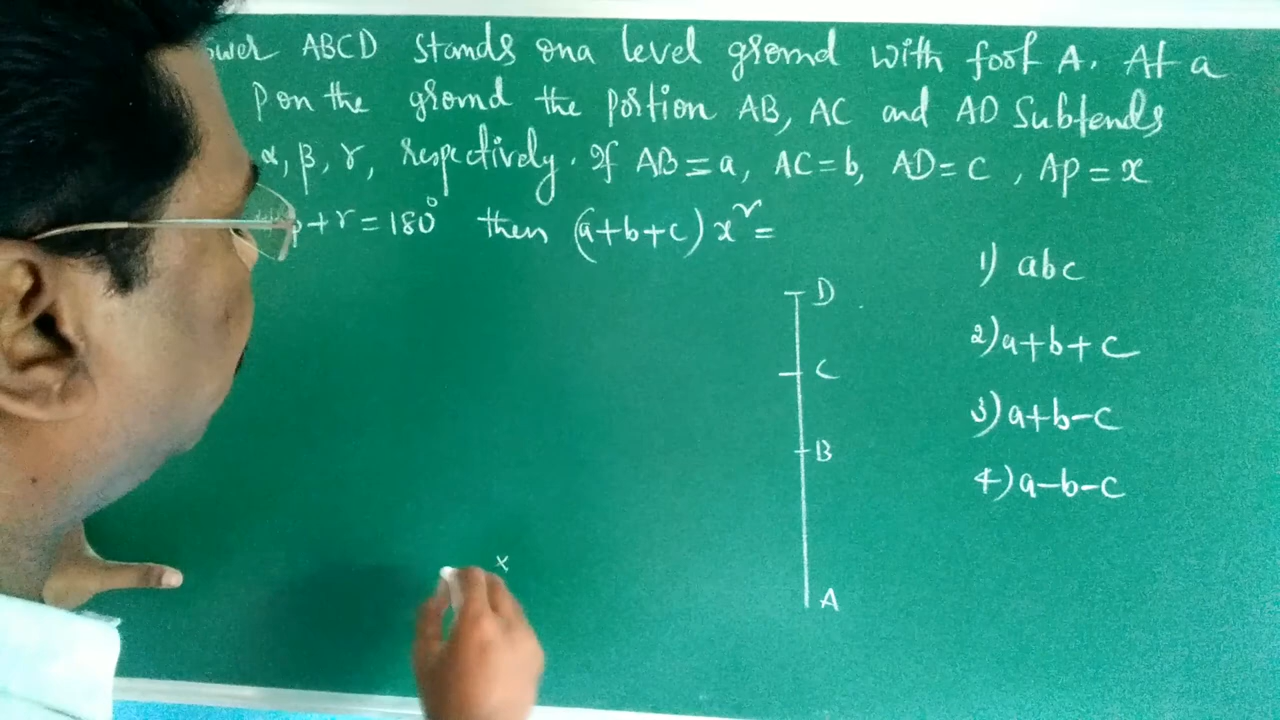 ower ABCD stands on a level ground with foot A. At a
P on the ground the portion AB, AC and AD Subtends
α, β, γ, respectively. If AB = a, AC = b, AD = c, AP = x
+ γ = 180° then (a+b+c) x² =
1) abc
D
2) a+b+c
C
3) a+b-c
B
4) a-b-c
x
A